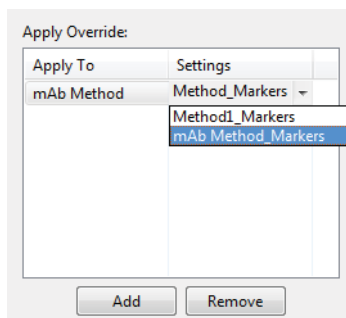 Apply Override:
Apply To Settings
mAb Method Method_Markers
Method1_Markers
mAb Method_Markers
Add Remove